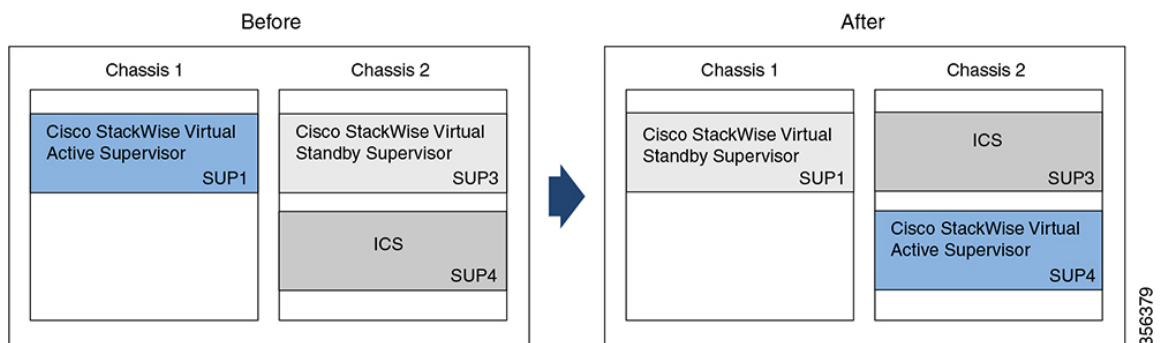 Before
Chassis 1
Chassis 2
Cisco StackWise Virtual
Active Supervisor
SUP1
Cisco StackWise Virtual
Standby Supervisor
SUP3
ICS
SUP4
After
Chassis 1
Chassis 2
Cisco StackWise Virtual
Standby Supervisor
SUP1
ICS
SUP3
Cisco StackWise Virtual
Active Supervisor
SUP4
356379